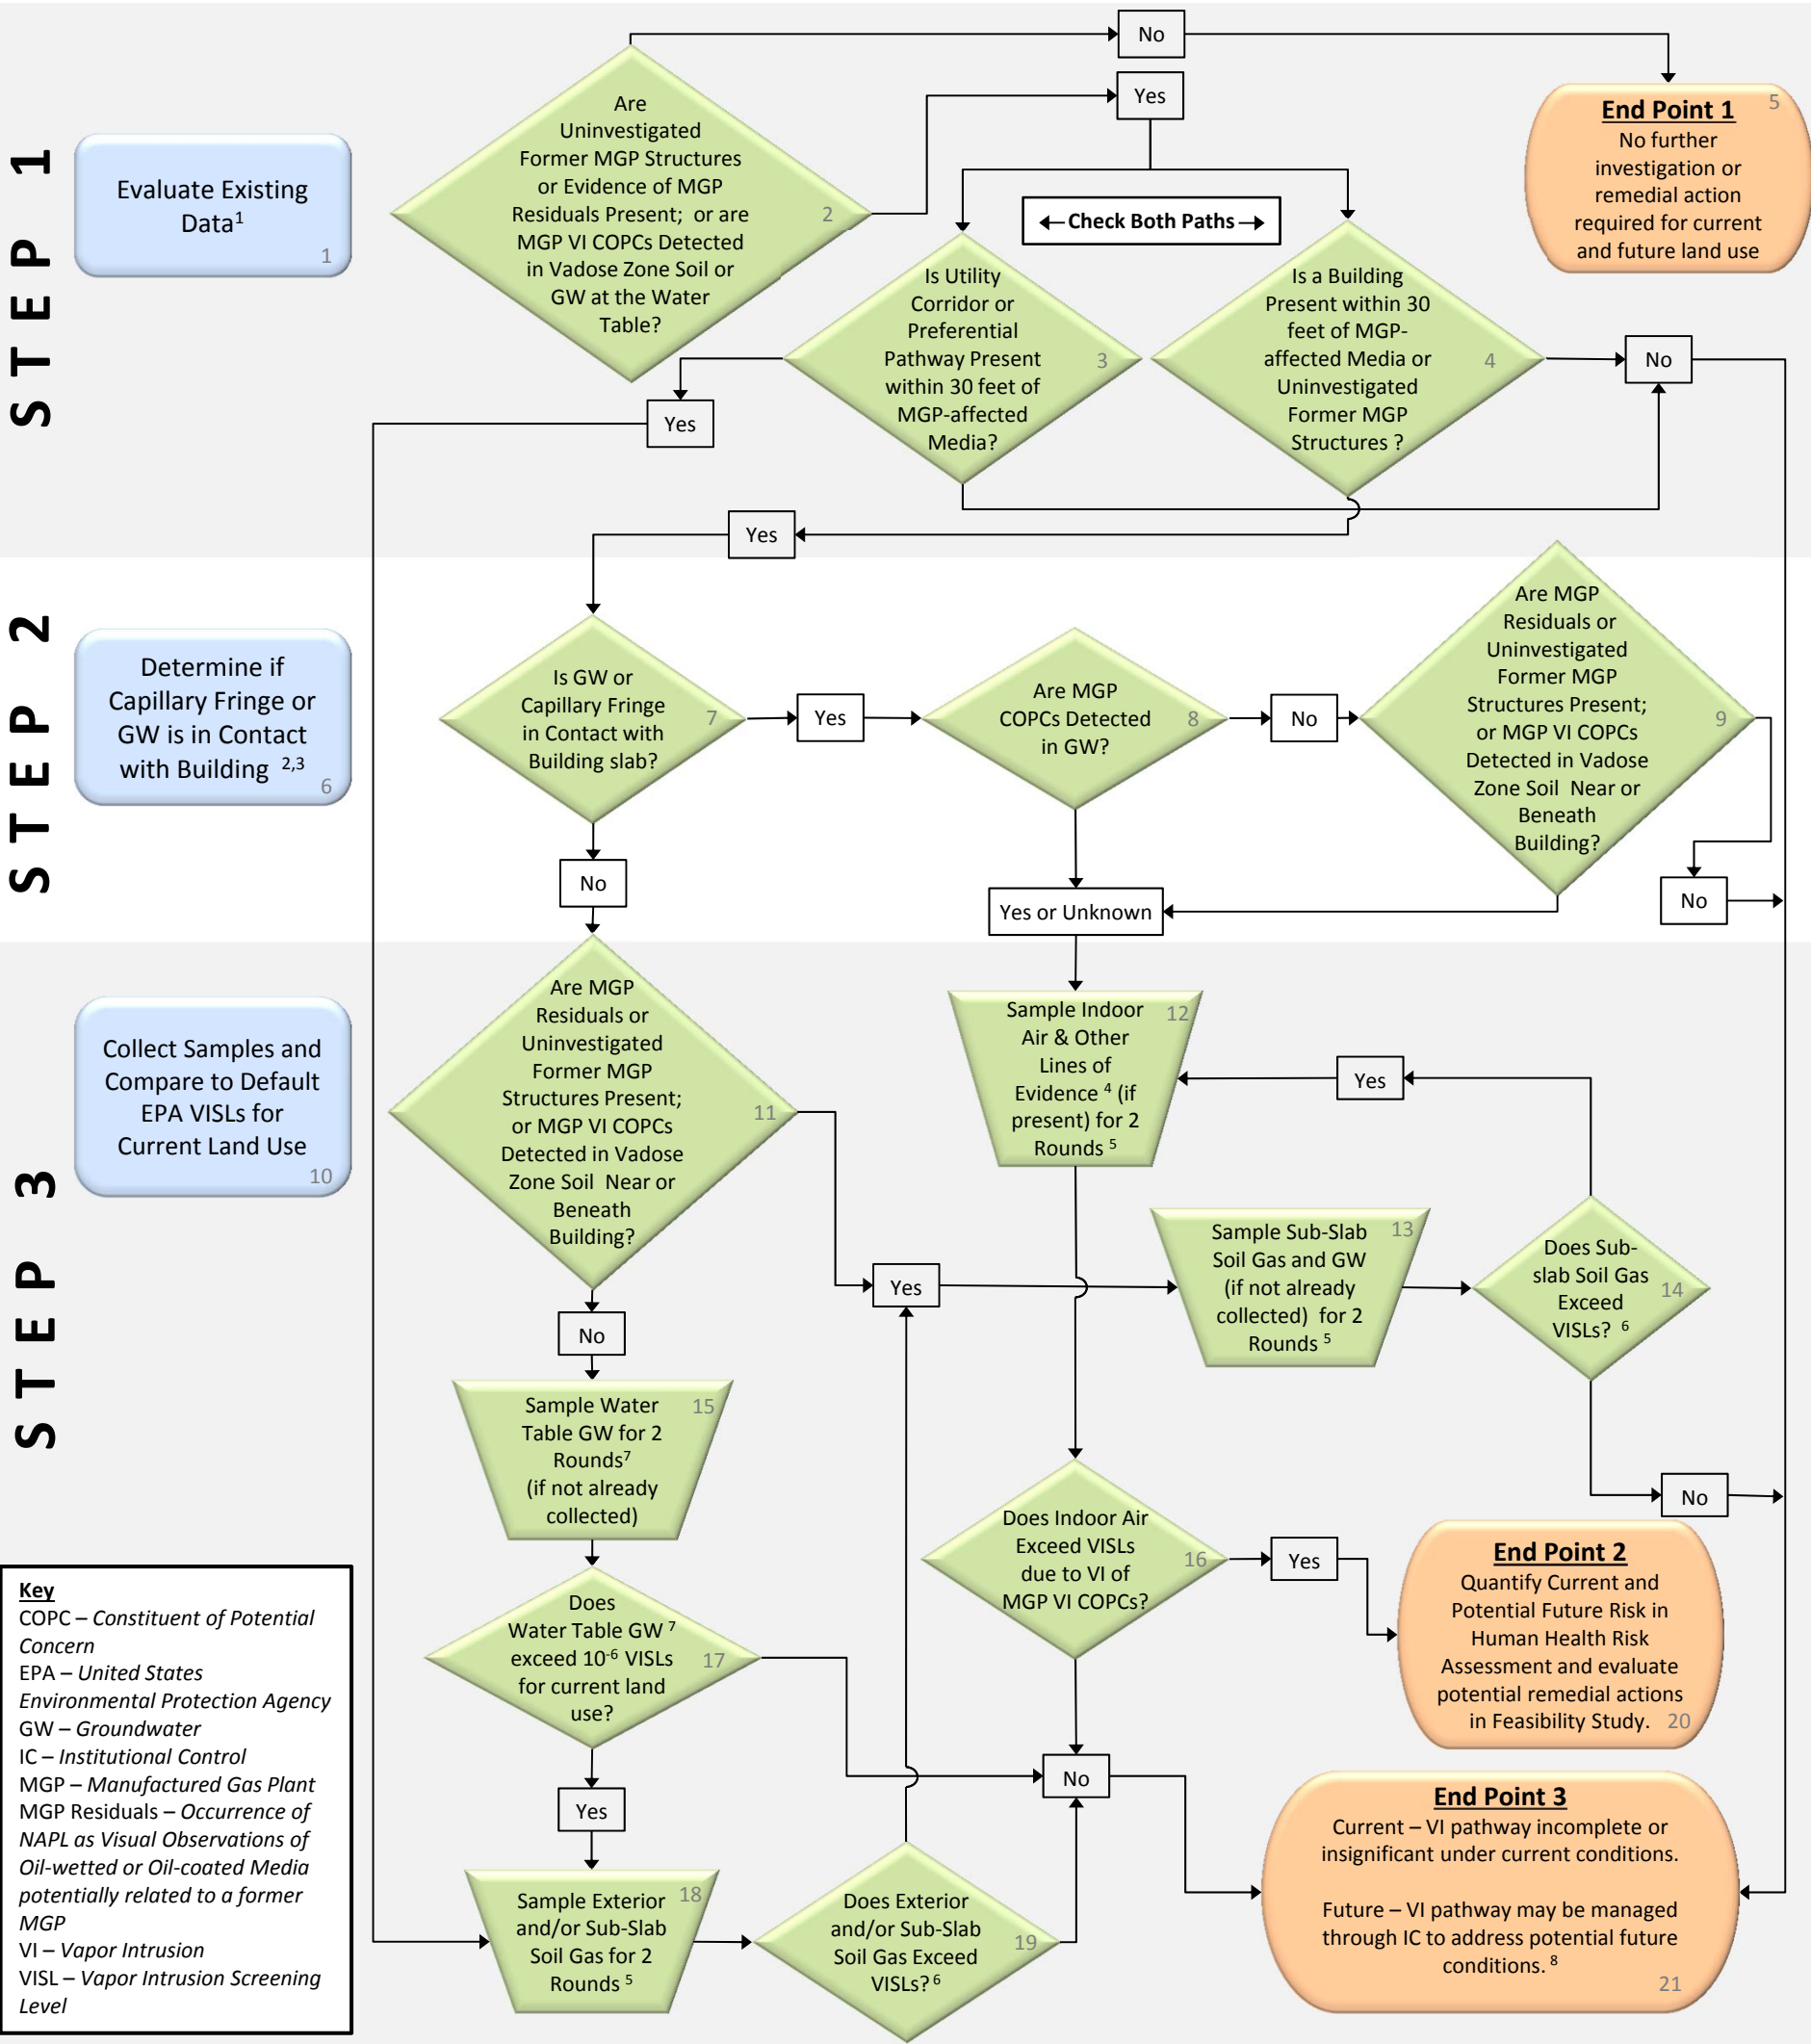 STEP 1
Evaluate Existing
Data1
1
Are
Uninvestigated
Former MGP Structures
or Evidence of MGP
Residuals Present; or are
MGP VI COPCs Detected
in Vadose Zone Soil or
GW at the Water
Table?
2
No
Yes
End Point 1
5
No further
investigation or
remedial action
required for current
and future land use
Check Both Paths
Is Utility
Corridor or
Preferential
Pathway Present
within 30 feet of
MGP-affected
Media?
3
Is a Building
Present within 30
feet of MGP-
affected Media or
Uninvestigated
Former MGP
Structures ?
4
No
Yes
Yes
STEP 2
Determine if
Capillary Fringe or
GW is in Contact
with Building 2,3
6
Is GW or
Capillary Fringe
in Contact with
Building slab?
7
Yes
Are MGP
COPCs Detected
in GW?
8
No
Are MGP
Residuals or
Uninvestigated
Former MGP
Structures Present;
or MGP VI COPCs
Detected in Vadose
Zone Soil Near or
Beneath
Building?
9
No
No
Yes or Unknown
STEP 3
Collect Samples and
Compare to Default
EPA VISLs for
Current Land Use
10
Are MGP
Residuals or
Uninvestigated
Former MGP
Structures Present;
or MGP VI COPCs
Detected in Vadose
Zone Soil Near or
Beneath
Building?
11
Sample Indoor
Air & Other
Lines of
Evidence 4 (if
present) for 2
Rounds 5
12
Yes
Yes
Sample Sub-Slab
Soil Gas and GW
(if not already
collected) for 2
Rounds 5
13
Does Sub-
slab Soil Gas
Exceed
VISLs? 6
14
No
No
Sample Water
Table GW for 2
Rounds7
(if not already
collected)
15
Does Indoor Air
Exceed VISLs
due to VI of
MGP VI COPCs?
16
Yes
End Point 2
Quantify Current and
Potential Future Risk in
Human Health Risk
Assessment and evaluate
potential remedial actions
in Feasibility Study.
20
Does
Water Table GW 7
exceed 10-6 VISLs
for current land
use?
17
Yes
No
Sample Exterior
and/or Sub-Slab
Soil Gas for 2
Rounds 5
18
Does Exterior
and/or Sub-Slab
Soil Gas Exceed
VISLs? 6
19
End Point 3
Current – VI pathway incomplete or
insignificant under current conditions.
Future – VI pathway may be managed
through IC to address potential future
conditions. 8
21
Key
COPC – Constituent of Potential
Concern
EPA – United States
Environmental Protection Agency
GW – Groundwater
IC – Institutional Control
MGP – Manufactured Gas Plant
MGP Residuals – Occurrence of
NAPL as Visual Observations of
Oil-wetted or Oil-coated Media
potentially related to a former
MGP
VI – Vapor Intrusion
VISL – Vapor Intrusion Screening
Level